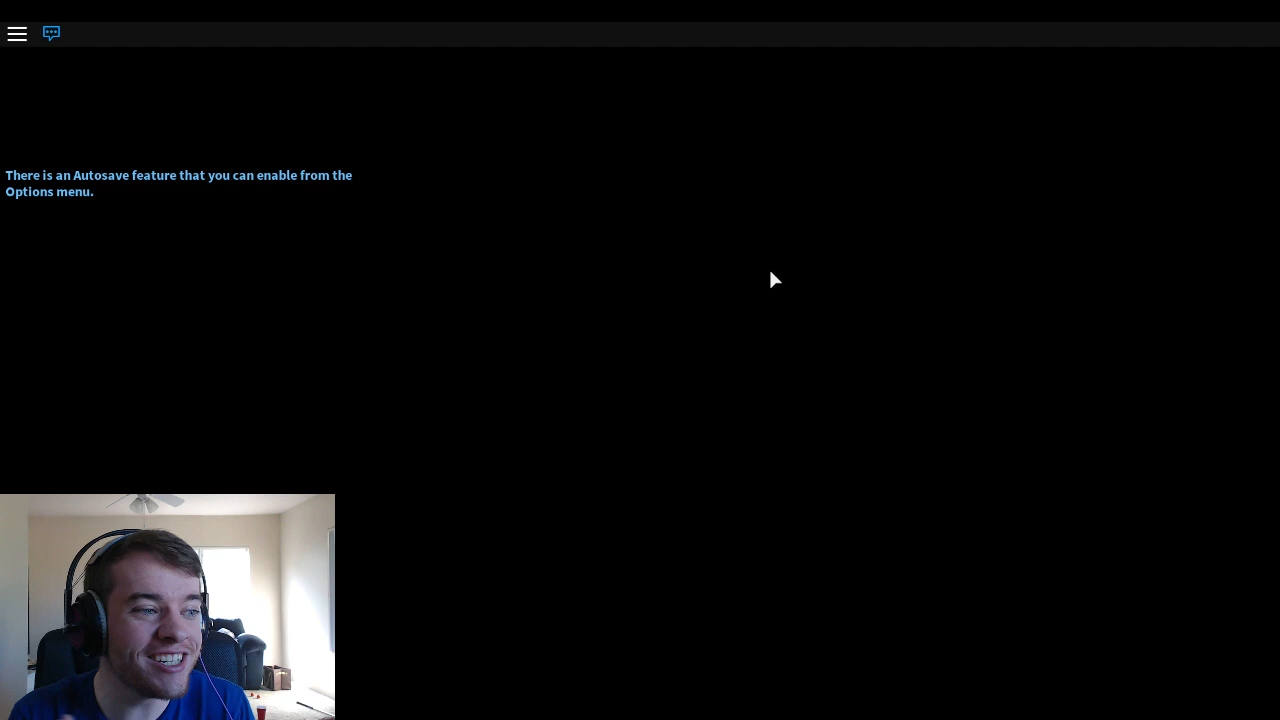 There is an Autosave feature that you can enable from the
Options menu.